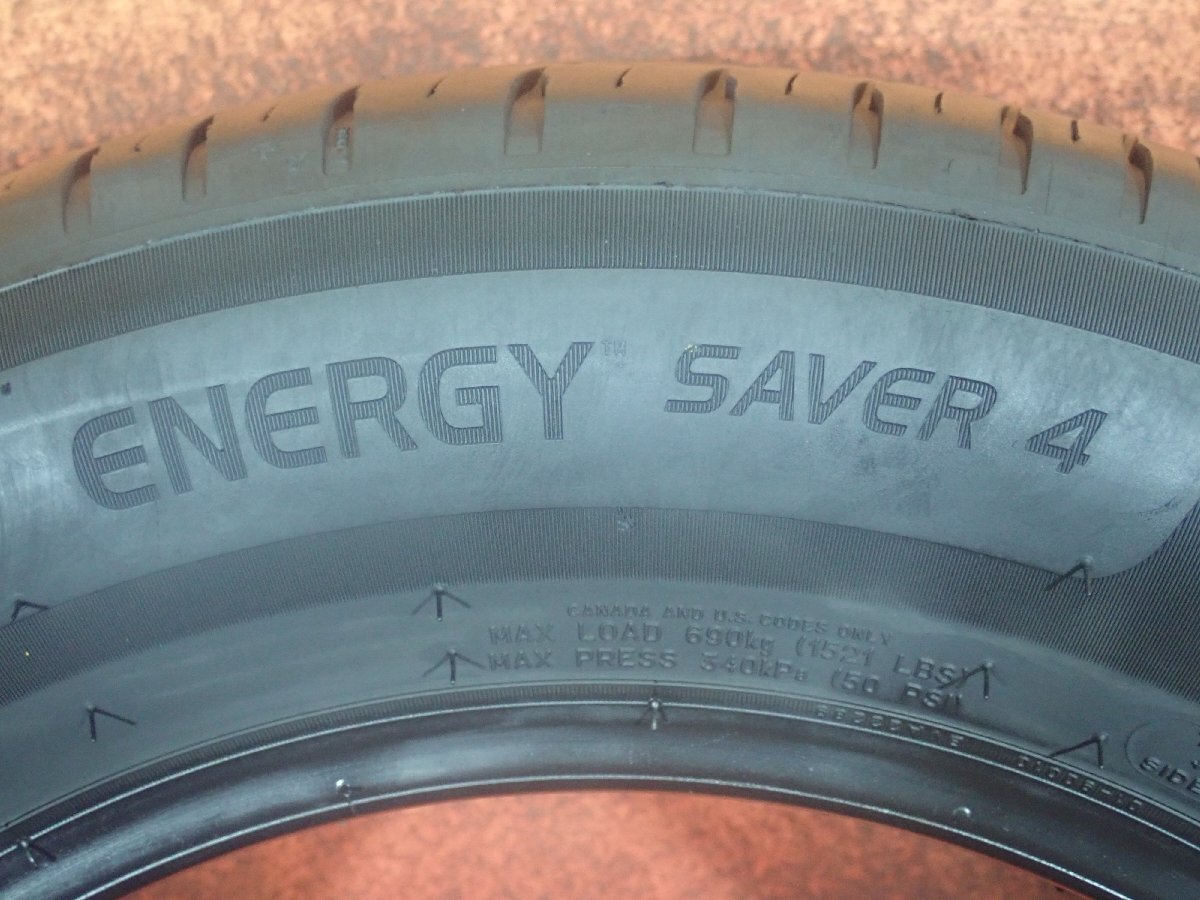 ENERGY™ SAVER 4
CANADA AND U.S. CODES ONLY
MAX LOAD 690kg (1521 LBS)
MAX PRESS 340kPa (50 PSI)